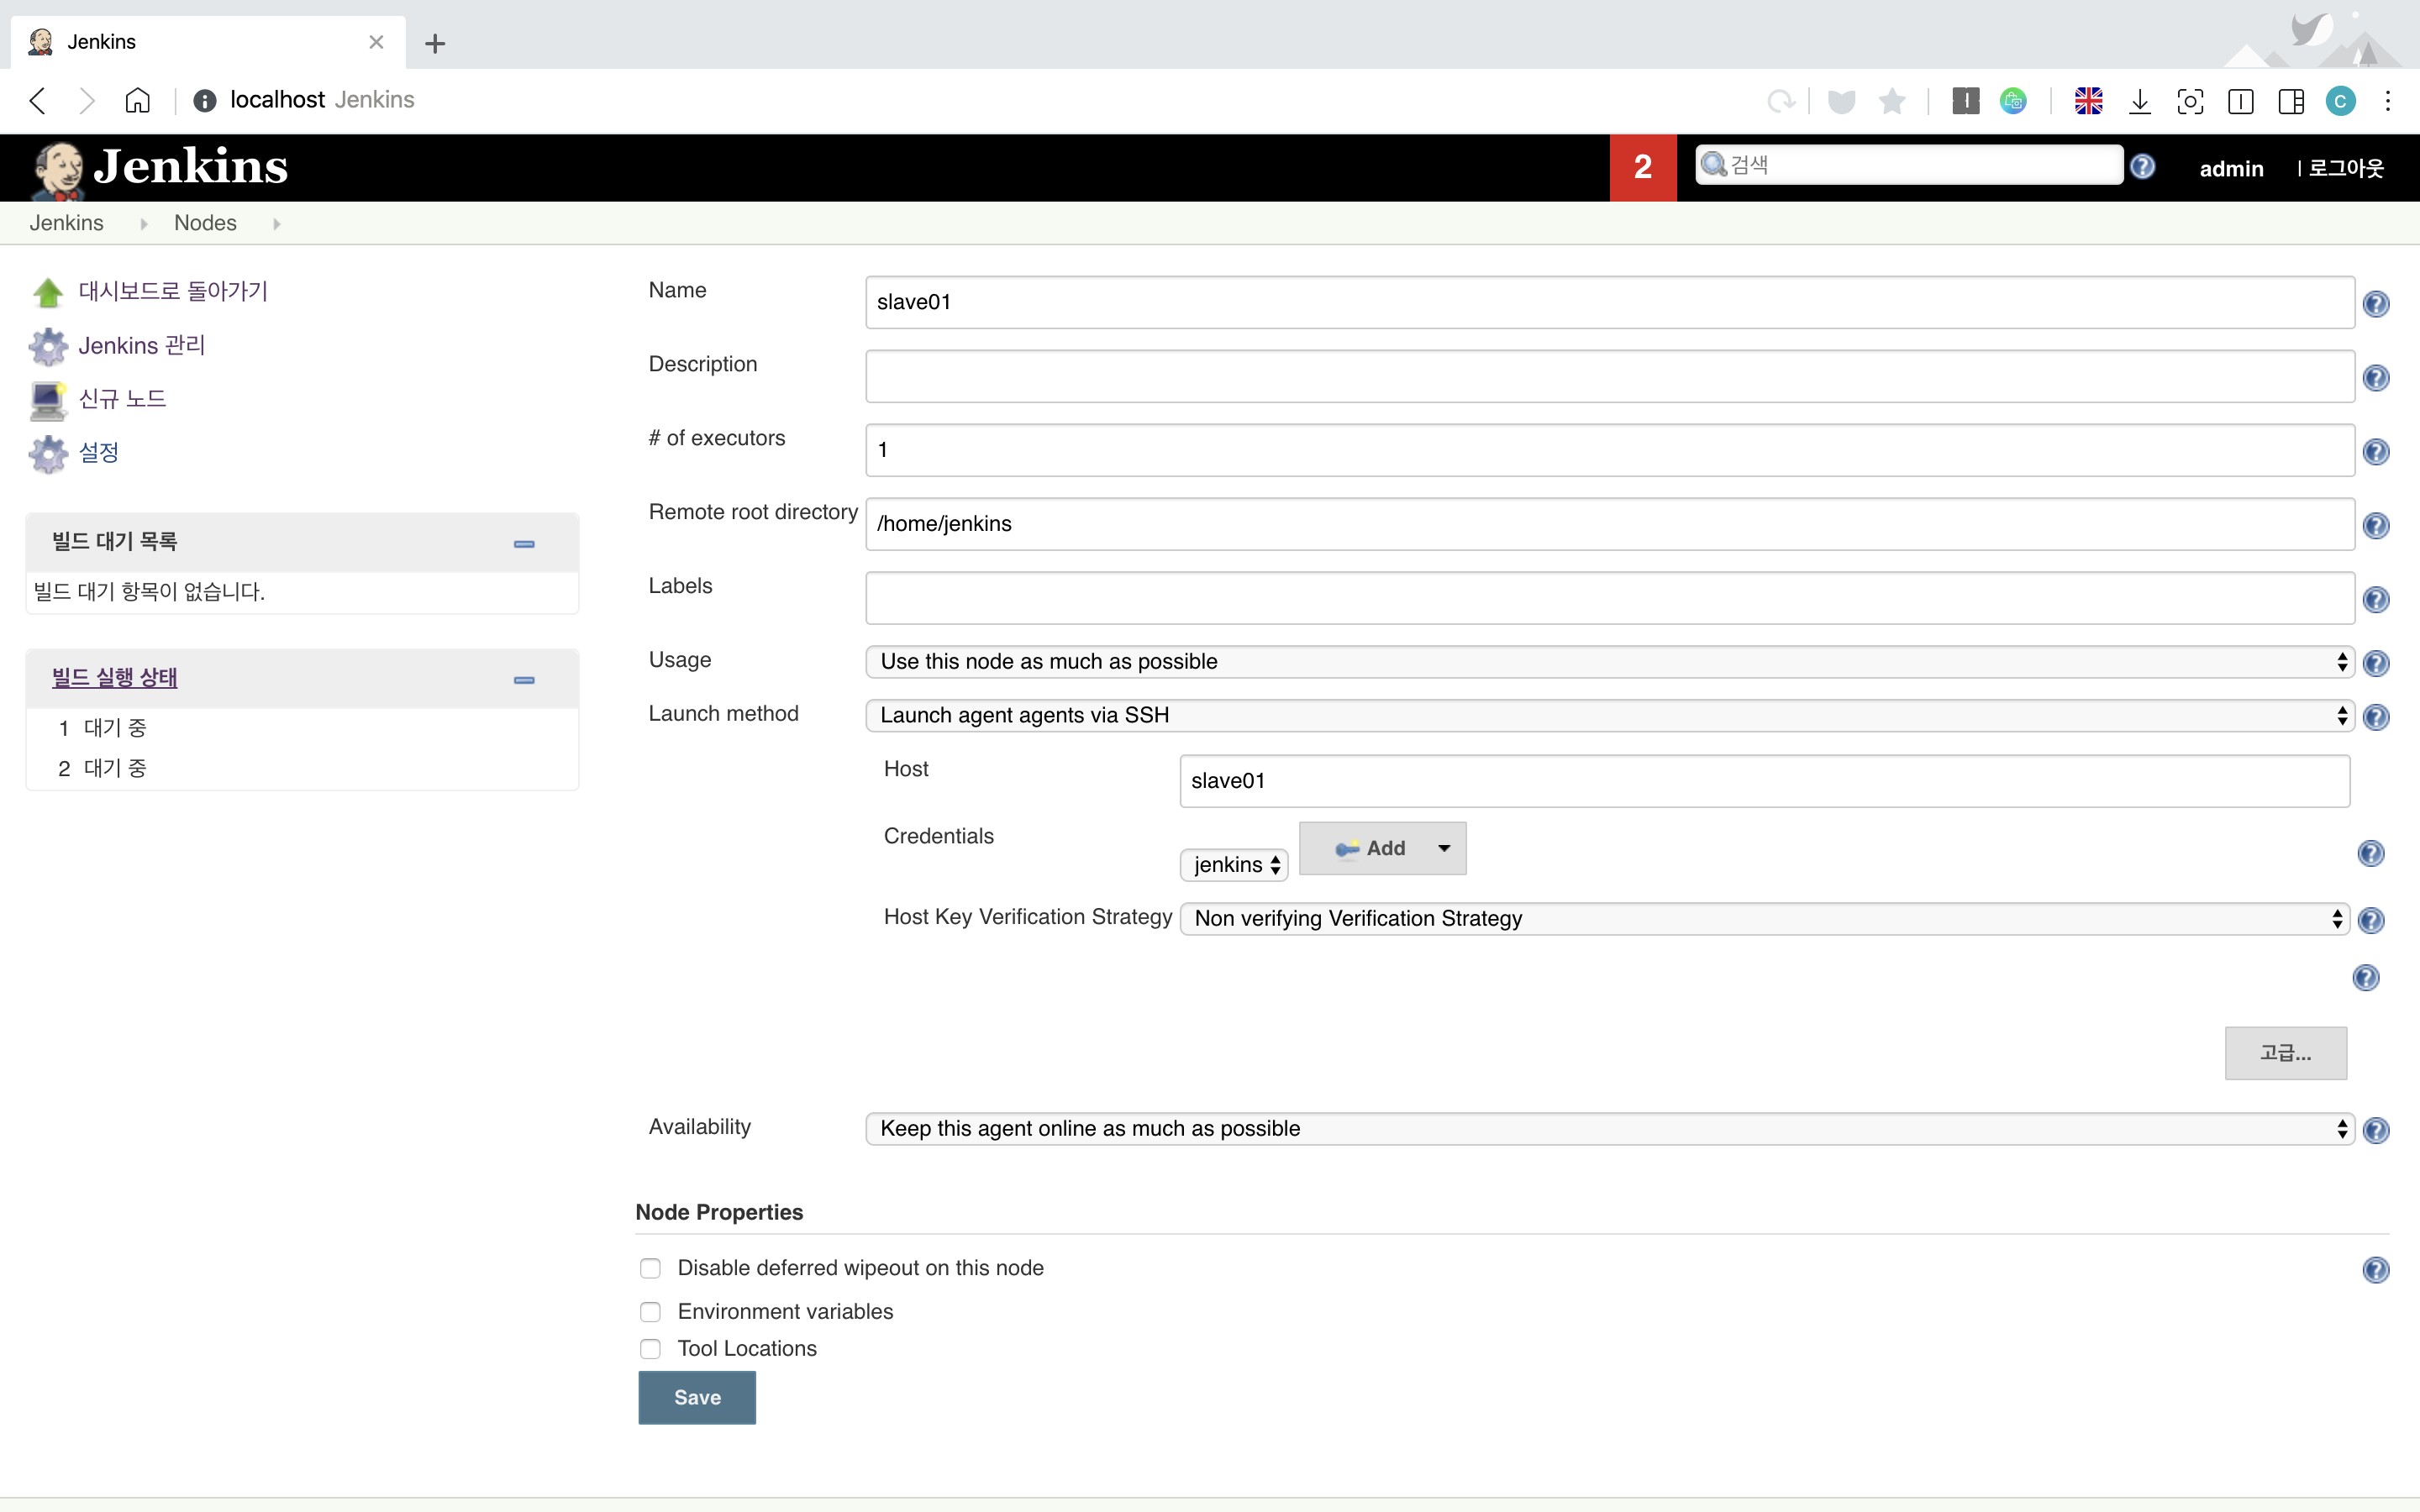 Jenkins
localhost Jenkins
C
Jenkins
2
검색
admin
| 로그아웃
Jenkins
Nodes
대시보드로 돌아가기
Jenkins 관리
신규 노드
설정
빌드 대기 목록
빌드 대기 항목이 없습니다.
빌드 실행 상태
1 대기 중
2 대기 중
Name
slave01
Description
# of executors
1
Remote root directory
/home/jenkins
Labels
Usage
Use this node as much as possible
Launch method
Launch agent agents via SSH
Host
slave01
Credentials
jenkins
Add
Host Key Verification Strategy
Non verifying Verification Strategy
고급...
Availability
Keep this agent online as much as possible
Node Properties
Disable deferred wipeout on this node
Environment variables
Tool Locations
Save